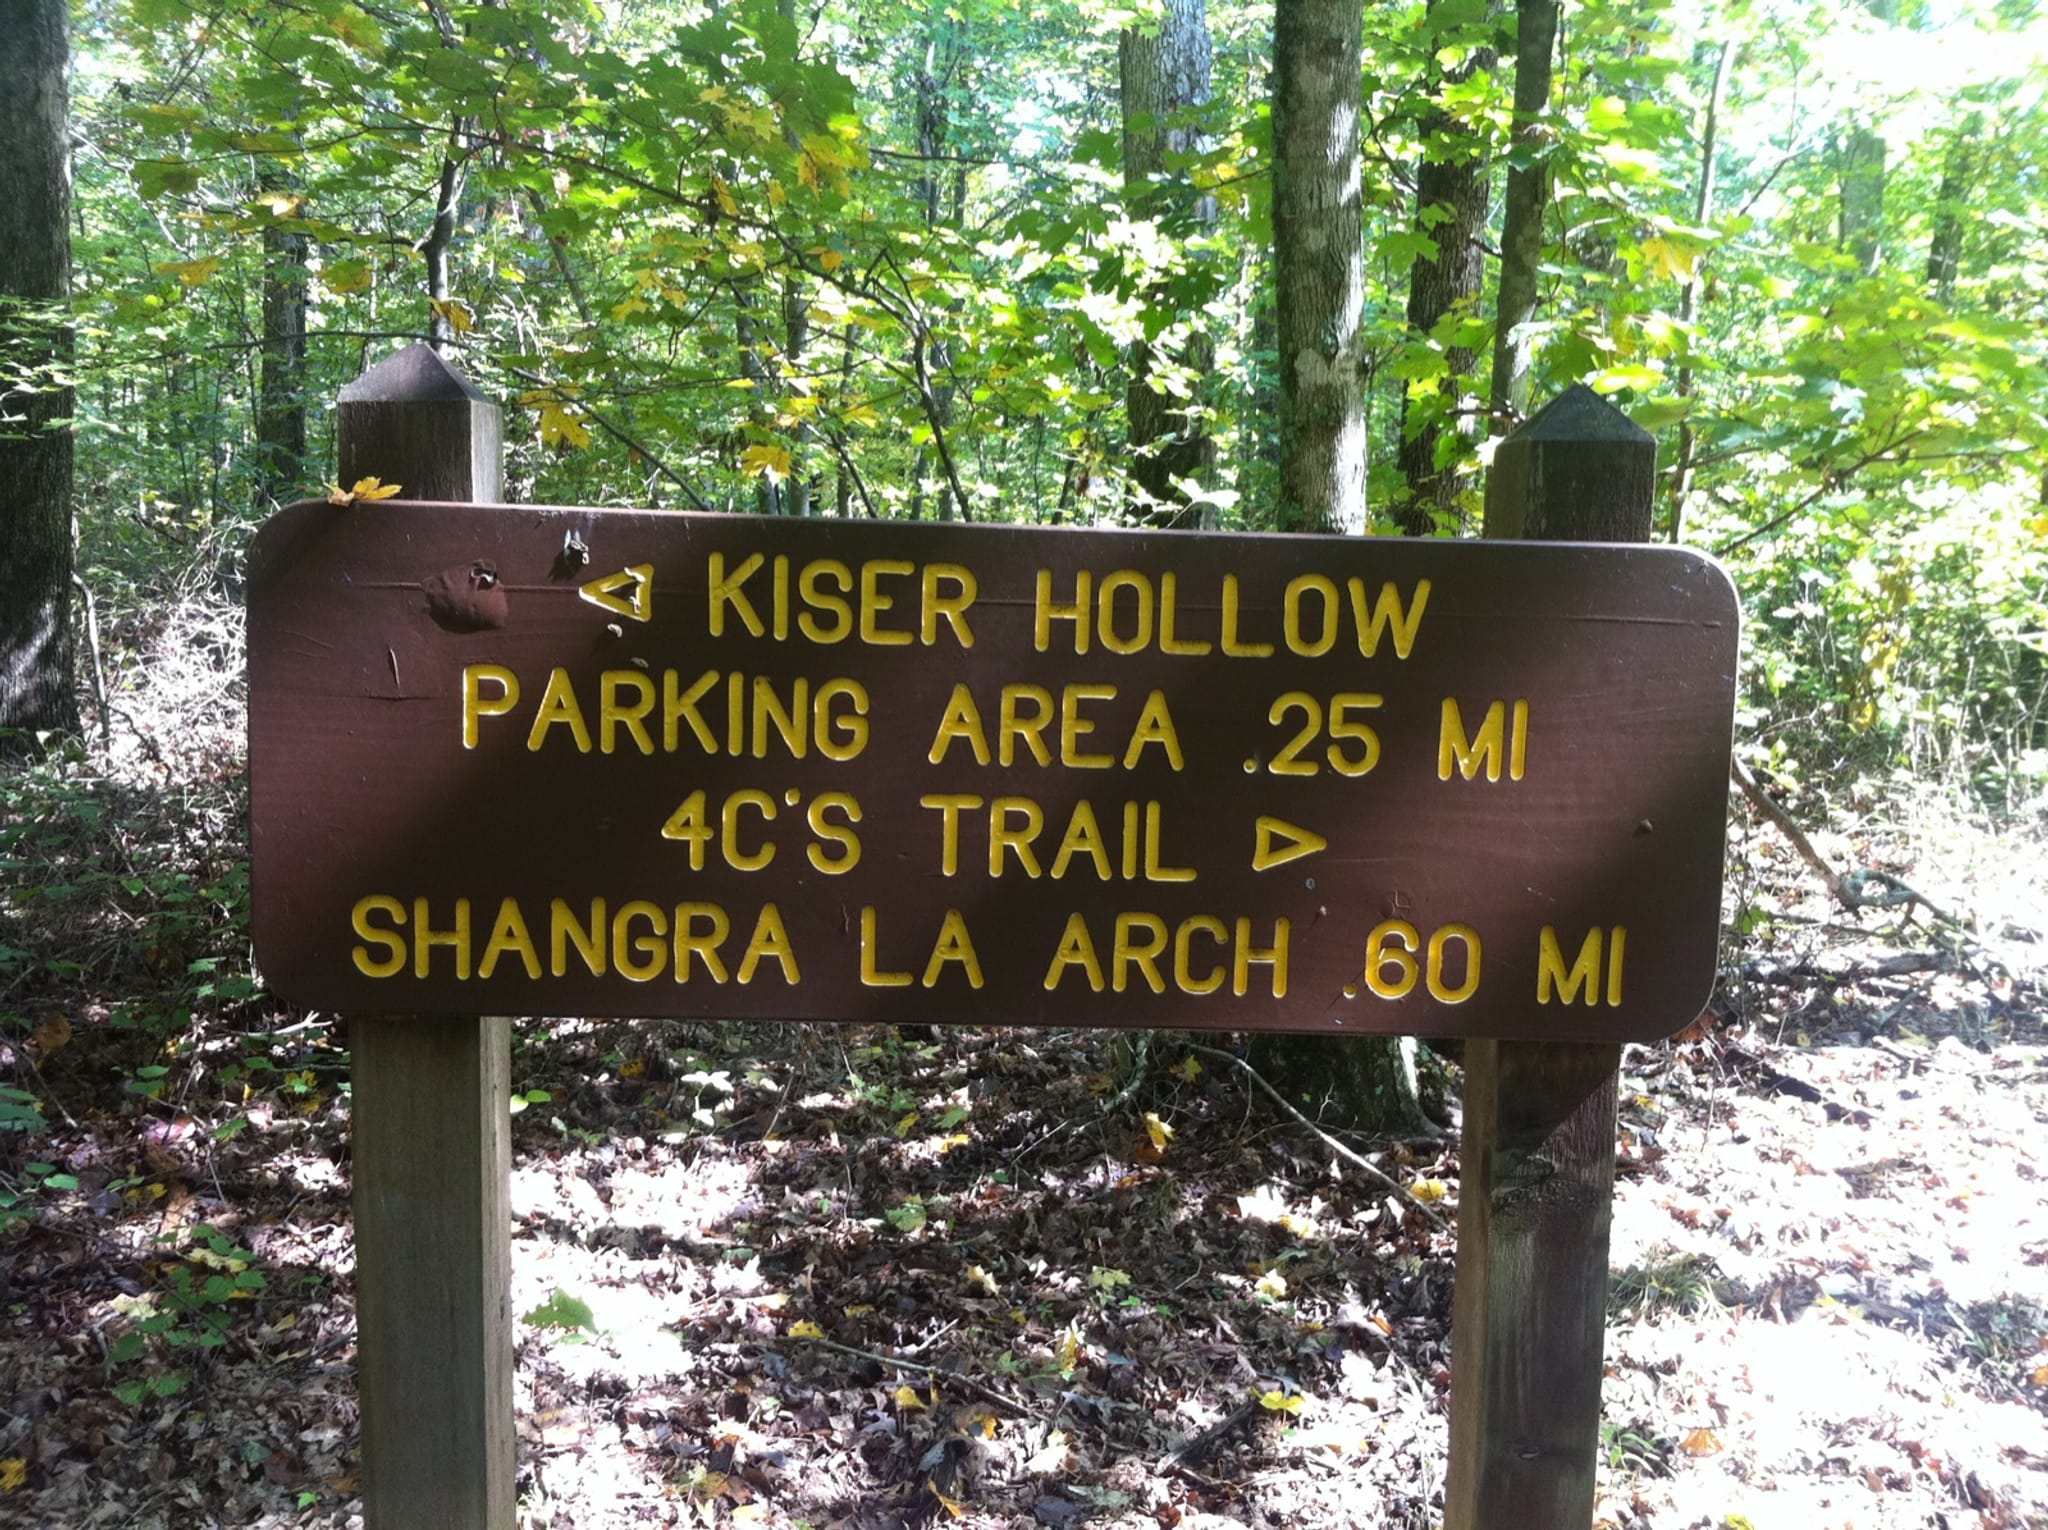 ◁ KISER HOLLOW
PARKING AREA .25 MI
4C'S TRAIL ▷
SHANGRA LA ARCH .60 MI